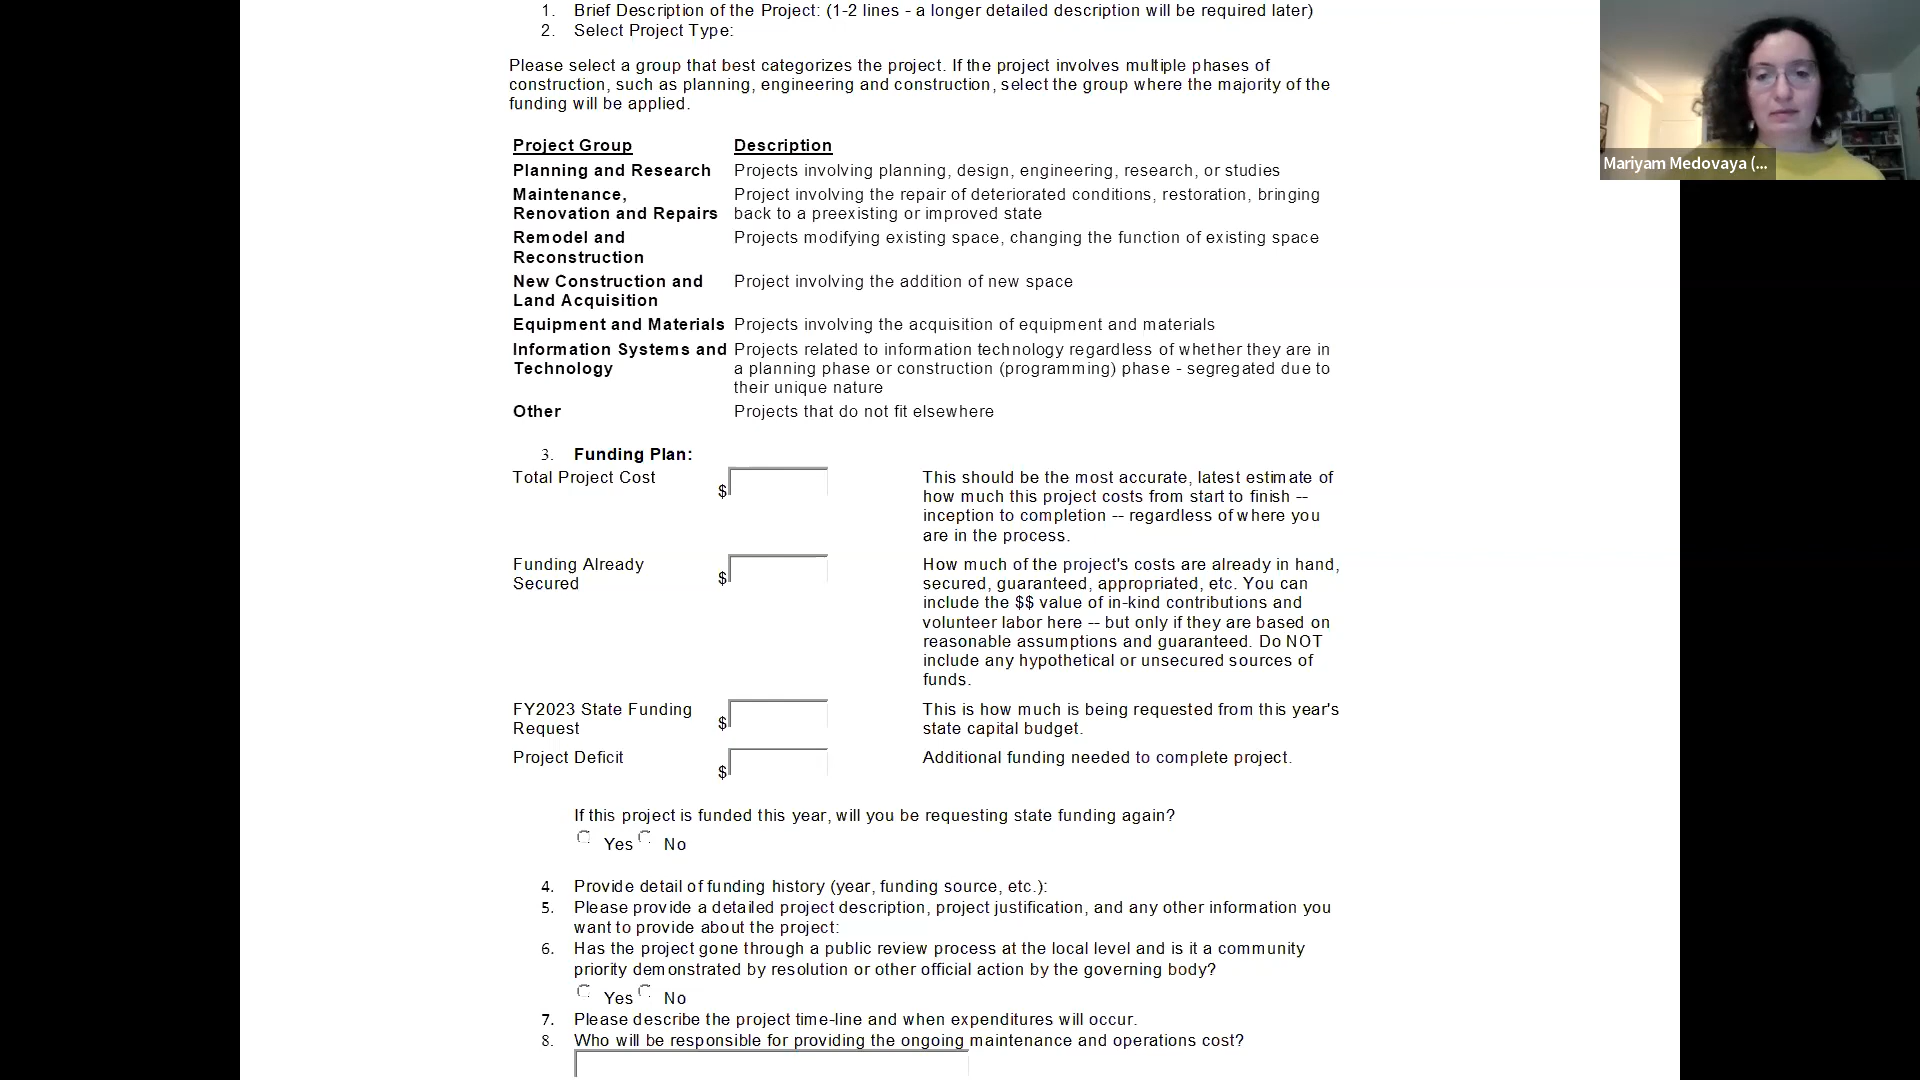 1. Brief Description of the Project: (1-2 lines - a longer detailed description will be required later)
2. Select Project Type:
Please select a group that best categorizes the project. If the project involves multiple phases of
construction, such as planning, engineering and construction, select the group where the majority of the
funding will be applied.
Project Group Description
Planning and Research Projects involving planning, design, engineering, research, or studies
Maintenance, Project involving the repair of deteriorated conditions, restoration, bringing
Renovation and Repairs back to a preexisting or improved state
Remodel and Projects modifying existing space, changing the function of existing space
Reconstruction
New Construction and Project involving the addition of new space
Land Acquisition
Equipment and Materials Projects involving the acquisition of equipment and materials
Information Systems and Projects related to information technology regardless of whether they are in
Technology a planning phase or construction (programming) phase - segregated due to
their unique nature
Other Projects that do not fit elsewhere
3. Funding Plan:
Total Project Cost $ This should be the most accurate, latest estimate of
how much this project costs from start to finish --
inception to completion -- regardless of where you
are in the process.
Funding Already $ How much of the project's costs are already in hand,
Secured secured, guaranteed, appropriated, etc. You can
include the $$ value of in-kind contributions and
volunteer labor here -- but only if they are based on
reasonable assumptions and guaranteed. Do NOT
include any hypothetical or unsecured sources of
funds.
FY2023 State Funding $ This is how much is being requested from this year's
Request state capital budget.
Project Deficit $ Additional funding needed to complete project.
If this project is funded this year, will you be requesting state funding again?
Yes No
4. Provide detail of funding history (year, funding source, etc.):
5. Please provide a detailed project description, project justification, and any other information you
want to provide about the project:
6. Has the project gone through a public review process at the local level and is it a community
priority demonstrated by resolution or other official action by the governing body?
Yes No
7. Please describe the project time-line and when expenditures will occur.
8. Who will be responsible for providing the ongoing maintenance and operations cost?
Mariyam Medovaya (...